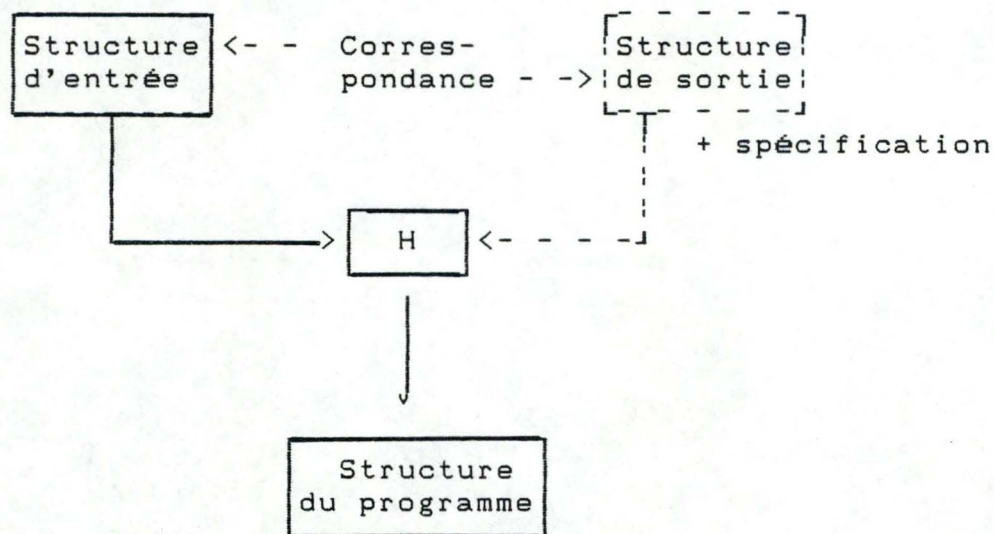 Structure
d'entrée
<- - Corres-
pondance - ->
Structure
de sortie
+ spécification
> H <- - - -
Structure
du programme